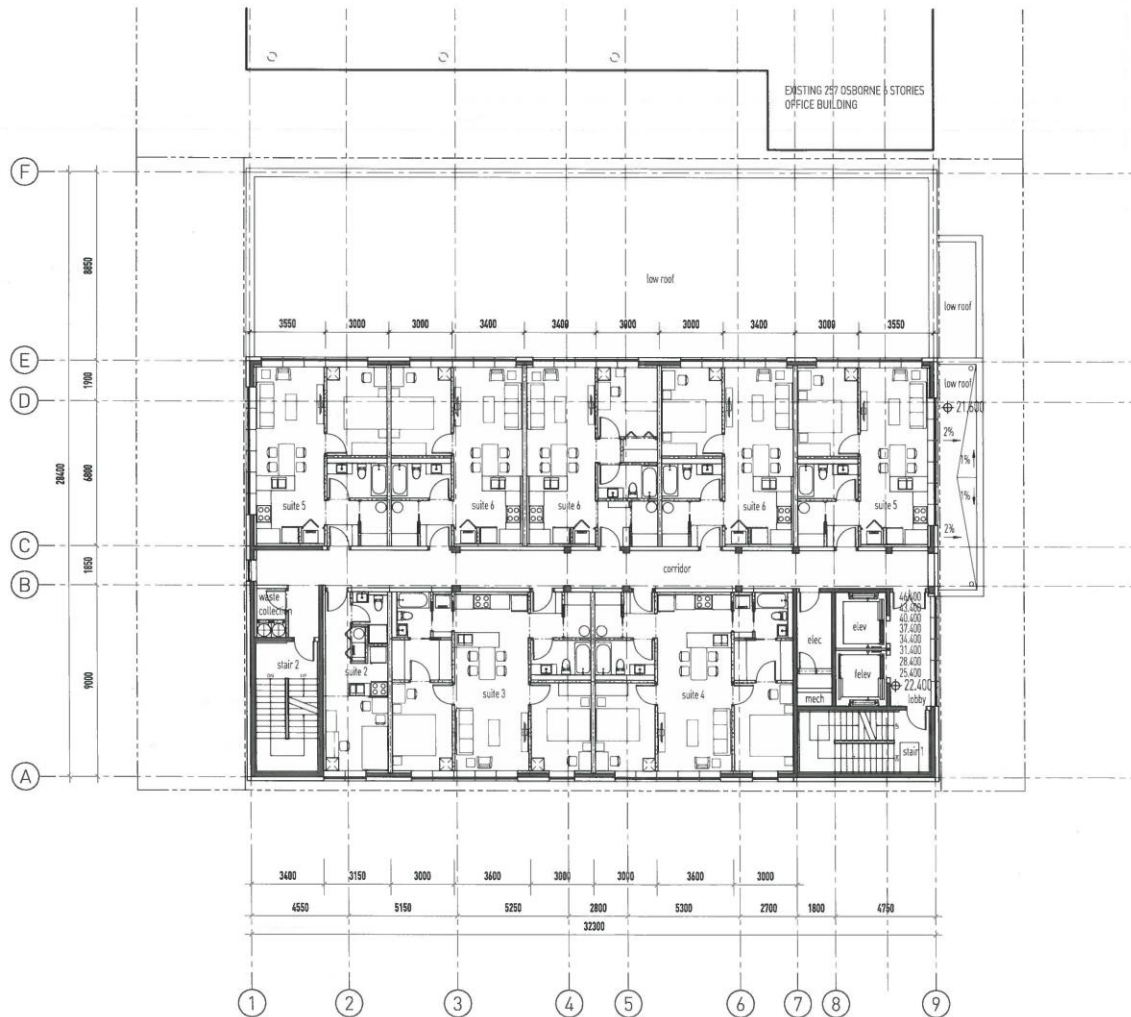 EXISTING 257 OSBORNE 6 STORIES
OFFICE BUILDING
F
8850
28400
low roof
low roof
3550 3000 3000 3400 3400 3000 3000 3400 3000 3550
E
1900
D
low roof
21.600
2%
1%
6800
1%
suite 5 suite 6 suite 6 suite 6 suite 5
2%
C
1850
corridor
B
waste
collection
46.400
43.400
40.400
37.400
34.400
31.400
28.400
25.400
22.400
lobby
elev
elec
felev
stair 2
suite 2
9000
DN UP
suite 3
suite 4
mech
stair 1
A
3400 3150 3000 3600 3000 3000 3600 3000
4550 5150 5250 2800 5300 2700 1800 4750
32300
1 2 3 4 5 6 7 8 9